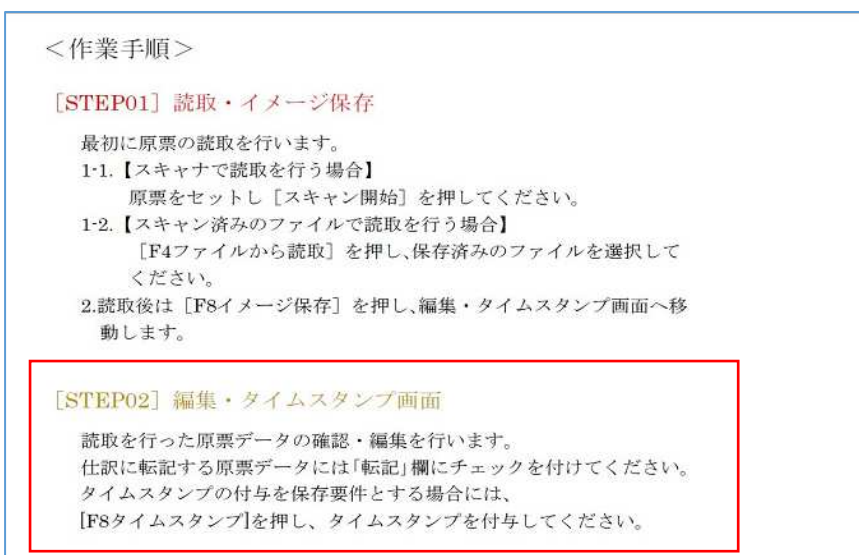 ＜作業手順＞
［STEP01］読取・イメージ保存
最初に原票の読取を行います。
1-1.【スキャナで読取を行う場合】
原票をセットし［スキャン開始］を押してください。
1-2.【スキャン済みのファイルで読取を行う場合】
［F4ファイルから読取］を押し、保存済みのファイルを選択して
ください。
2.読取後は［F8イメージ保存］を押し、編集・タイムスタンプ画面へ移
動します。
［STEP02］編集・タイムスタンプ画面
読取を行った原票データの確認・編集を行います。
仕訳に転記する原票データには「転記」欄にチェックを付けてください。
タイムスタンプの付与を保存要件とする場合には、
[F8タイムスタンプ]を押し、タイムスタンプを付与してください。